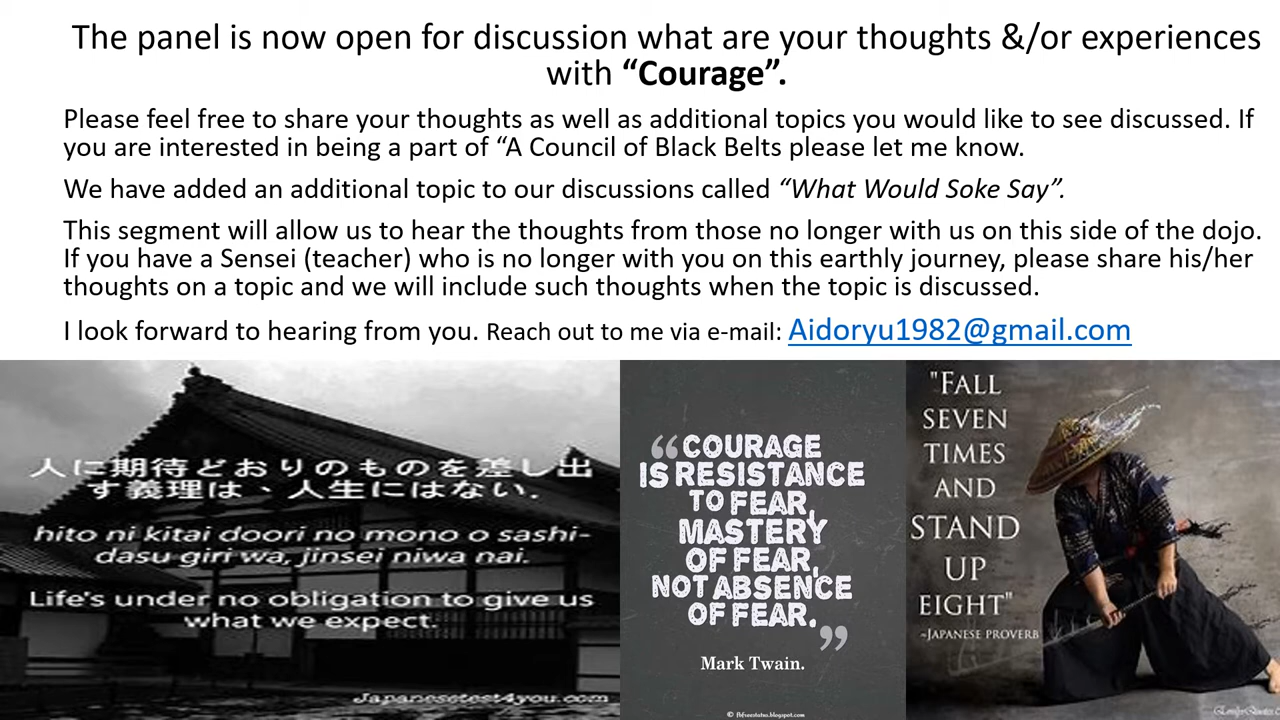 The panel is now open for discussion what are your thoughts &/or experiences
with “Courage”.
Please feel free to share your thoughts as well as additional topics you would like to see discussed. If
you are interested in being a part of “A Council of Black Belts please let me know.
We have added an additional topic to our discussions called “What Would Soke Say”.
This segment will allow us to hear the thoughts from those no longer with us on this side of the dojo.
If you have a Sensei (teacher) who is no longer with you on this earthly journey, please share his/her
thoughts on a topic and we will include such thoughts when the topic is discussed.
I look forward to hearing from you. Reach out to me via e-mail: Aidoryu1982@gmail.com
人に期待どおりのものを差し出
す義理は、人生にはない.
hito ni kitai doori no mono o sashi-
dasu giri wa, jinsei niwa nai.
Life's under no obligation to give us
what we expect.
Japanesetest4you.com
“COURAGE
IS RESISTANCE
TO FEAR,
MASTERY
OF FEAR,
NOT ABSENCE
OF FEAR.
”
Mark Twain.
© fbfreestatus.blogspot.com
"FALL
SEVEN
TIMES
AND
STAND
UP
EIGHT"
~JAPANESE PROVERB